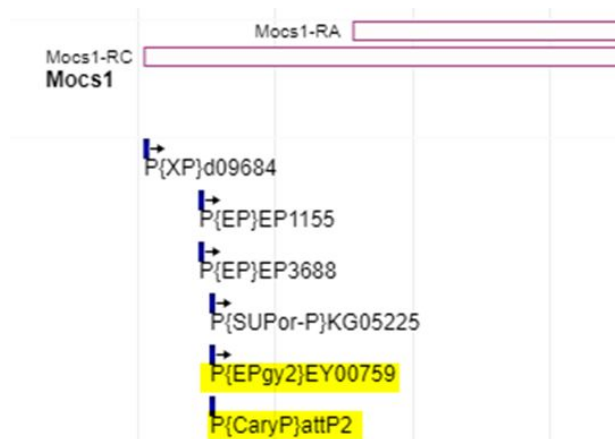 Mocs1-RA
Mocs1-RC
Mocs1
P{XP}d09684
P{EP}EP1155
P{EP}EP3688
P{SUPor-P}KG05225
P{EPgy2}EY00759
P{CaryP}attP2